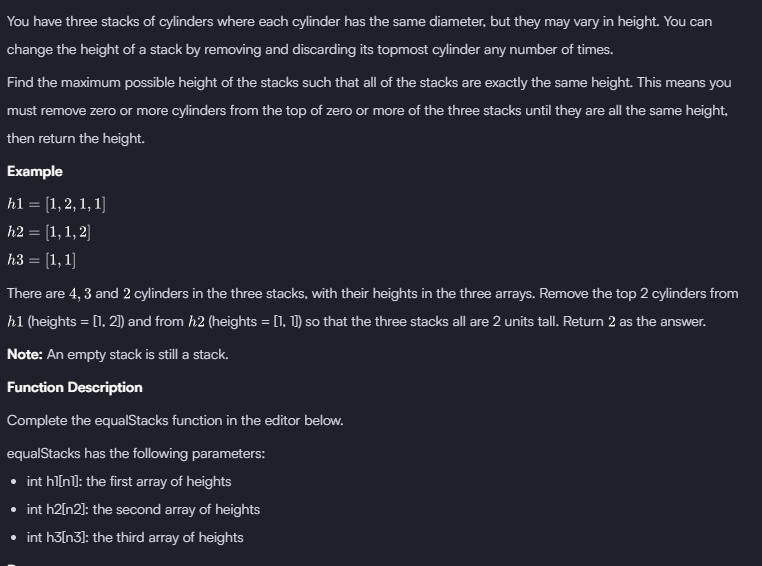 You have three stacks of cylinders where each cylinder has the same diameter, but they may vary in height. You can
change the height of a stack by removing and discarding its topmost cylinder any number of times.
Find the maximum possible height of the stacks such that all of the stacks are exactly the same height. This means you
must remove zero or more cylinders from the top of zero or more of the three stacks until they are all the same height,
then return the height.
Example
h1 = [1, 2, 1, 1]
h2 = [1, 1, 2]
h3 = [1, 1]
There are 4, 3 and 2 cylinders in the three stacks, with their heights in the three arrays. Remove the top 2 cylinders from
h1 (heights = [1, 2]) and from h2 (heights = [1, 1]) so that the three stacks all are 2 units tall. Return 2 as the answer.
Note: An empty stack is still a stack.
Function Description
Complete the equalStacks function in the editor below.
equalStacks has the following parameters:
• int h1[n1]: the first array of heights
• int h2[n2]: the second array of heights
• int h3[n3]: the third array of heights